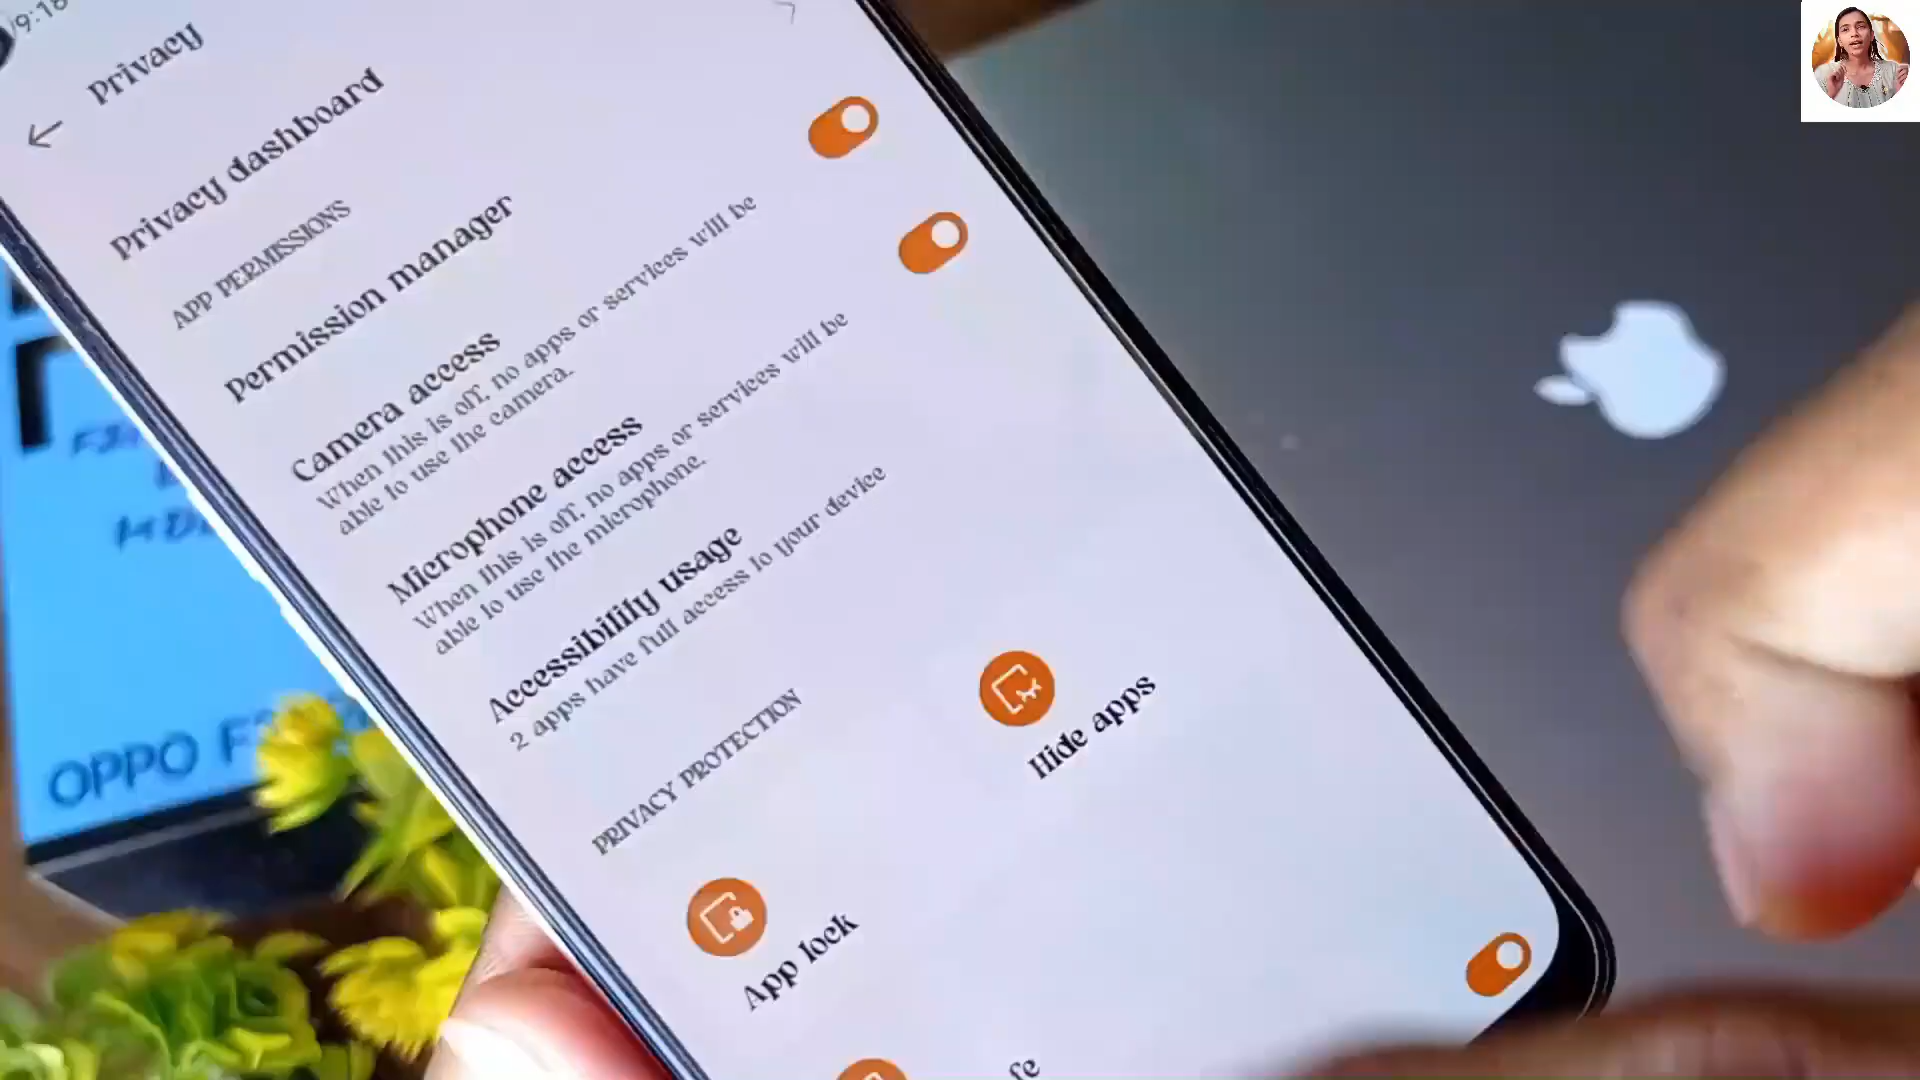 9:18
Privacy
Privacy dashboard
APP PERMISSIONS
Permission manager
Camera access
When this is off, no apps or services will be
able to use the camera.
Microphone access
When this is off, no apps or services will be
able to use the microphone.
Accessibility usage
2 apps have full access to your device
PRIVACY PROTECTION
Hide apps
App lock
OPPO